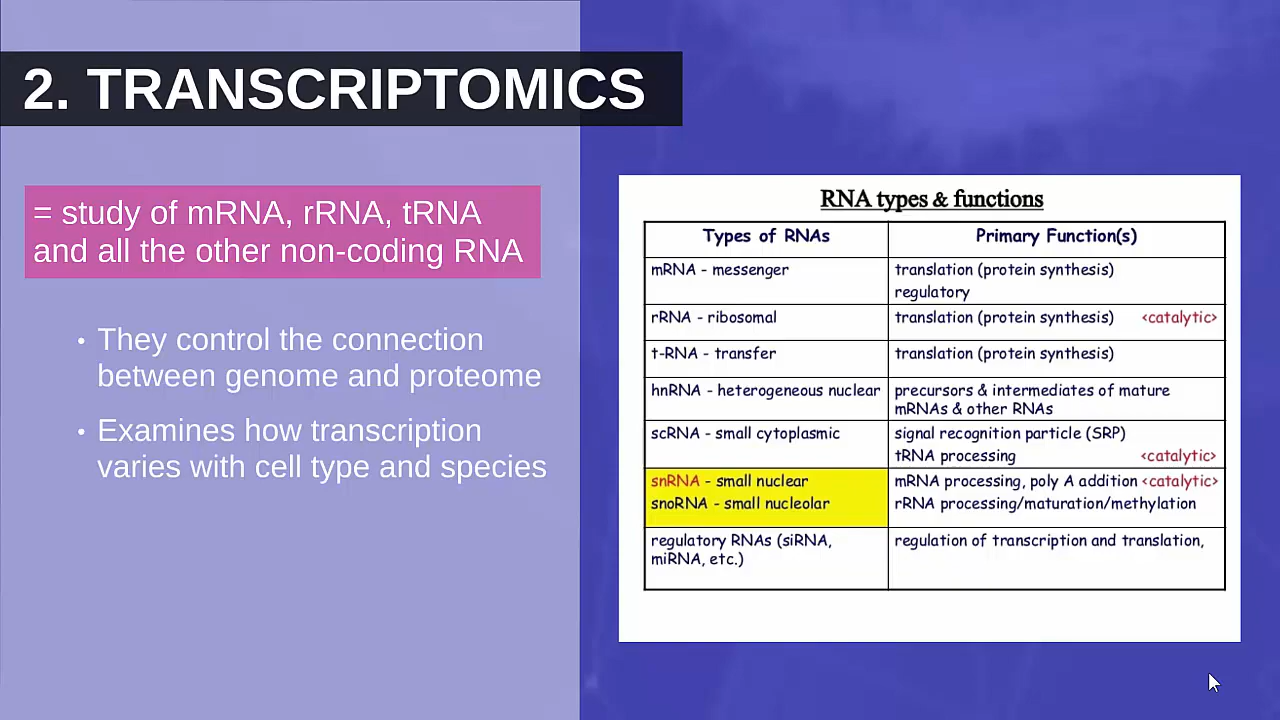 2. TRANSCRIPTOMICS
= study of mRNA, rRNA, tRNA
and all the other non-coding RNA
• They control the connection
between genome and proteome
• Examines how transcription
varies with cell type and species
RNA types & functions
Types of RNAs Primary Function(s)
mRNA - messenger translation (protein synthesis)
regulatory
rRNA - ribosomal translation (protein synthesis) <catalytic>
t-RNA - transfer translation (protein synthesis)
hnRNA - heterogeneous nuclear precursors & intermediates of mature
mRNAs & other RNAs
scRNA - small cytoplasmic signal recognition particle (SRP)
tRNA processing <catalytic>
snRNA - small nuclear mRNA processing, poly A addition <catalytic>
snoRNA - small nucleolar rRNA processing/maturation/methylation
regulatory RNAs (siRNA, regulation of transcription and translation,
miRNA, etc.)